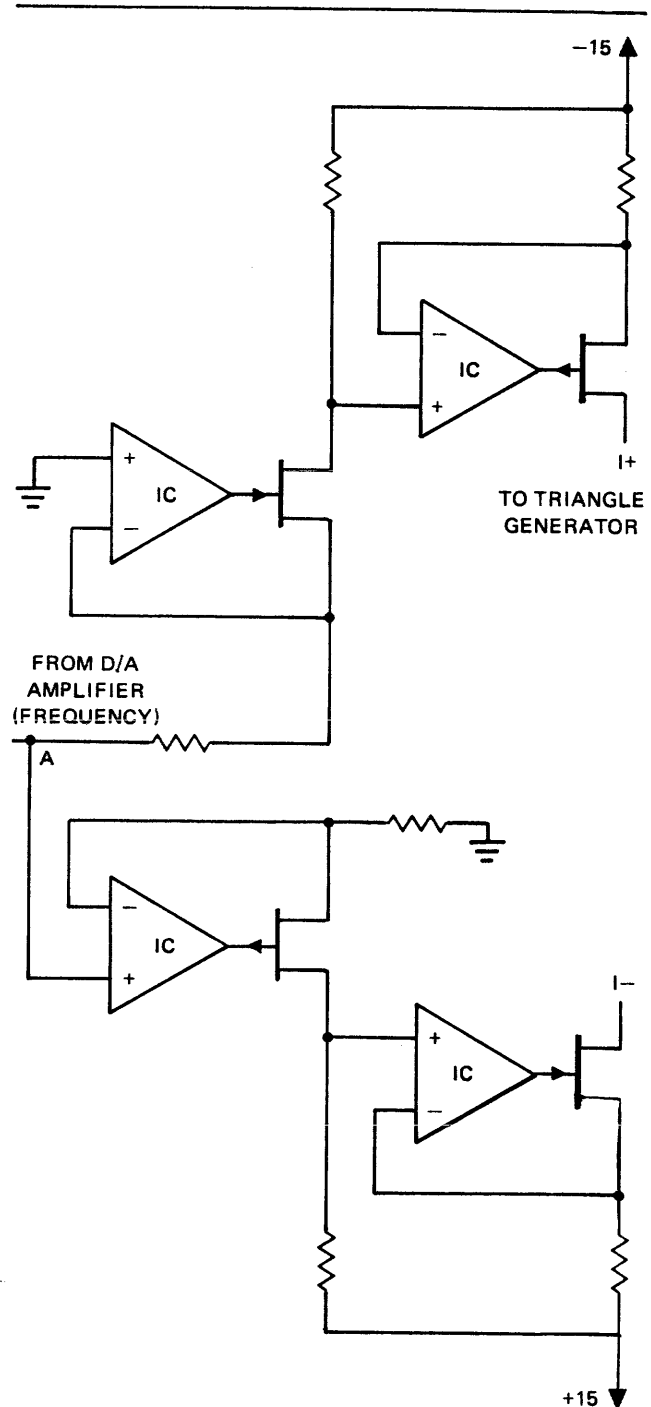 −15
−
IC
+
I+
TO TRIANGLE
GENERATOR
+
IC
−
FROM D/A
AMPLIFIER
(FREQUENCY)
A
−
IC
+
I−
+
IC
−
+15